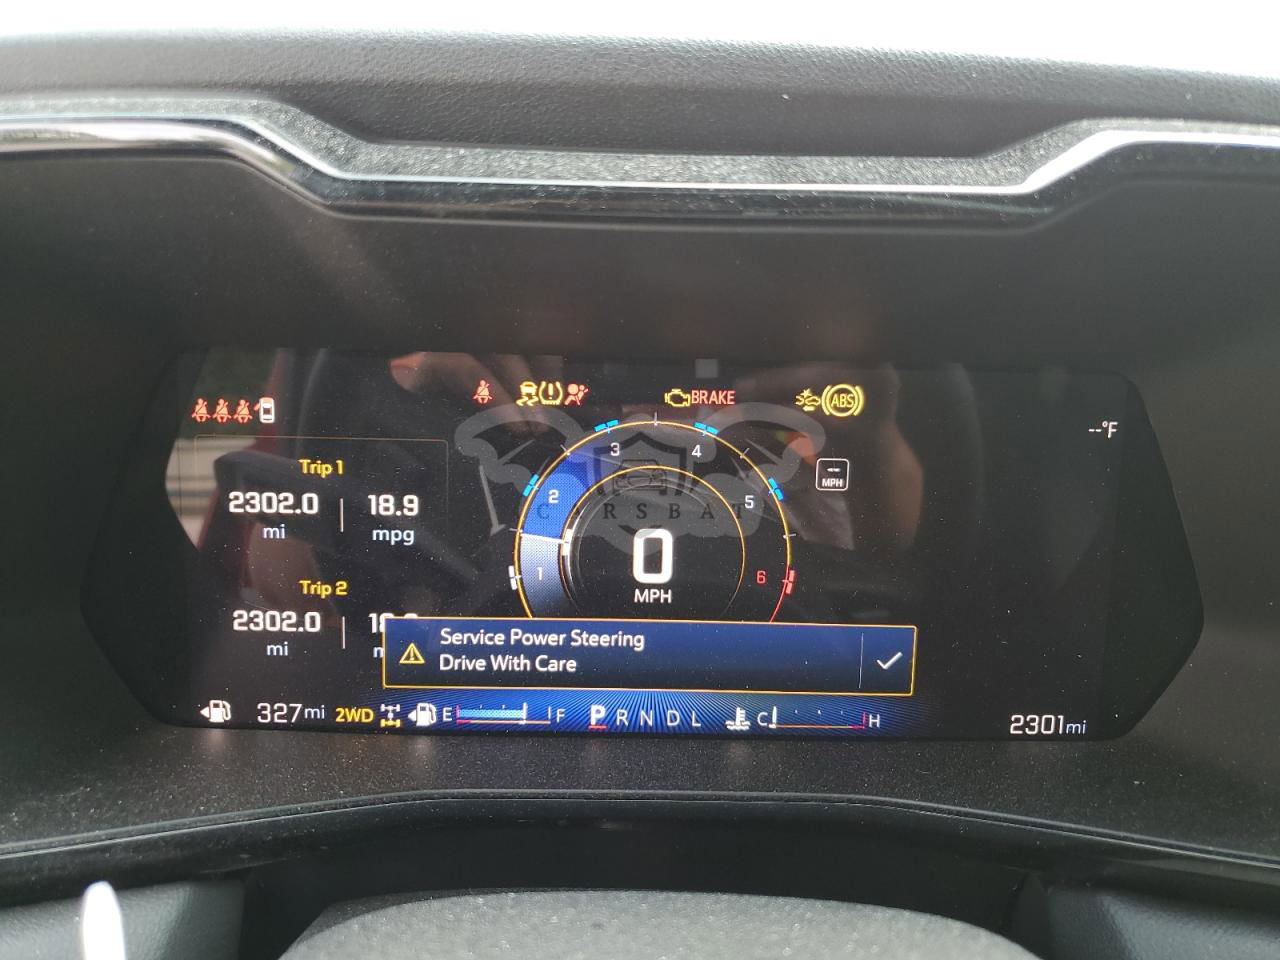 BRAKE
ABS
--°F
Trip 1
2302.0 18.9
mi mpg
-- MPH
1 2 3 4 5 6
CARSBAT
0
MPH
Trip 2
2302.0
mi
Service Power Steering
Drive With Care
327mi 2WD E F P R N D L C H 2301mi